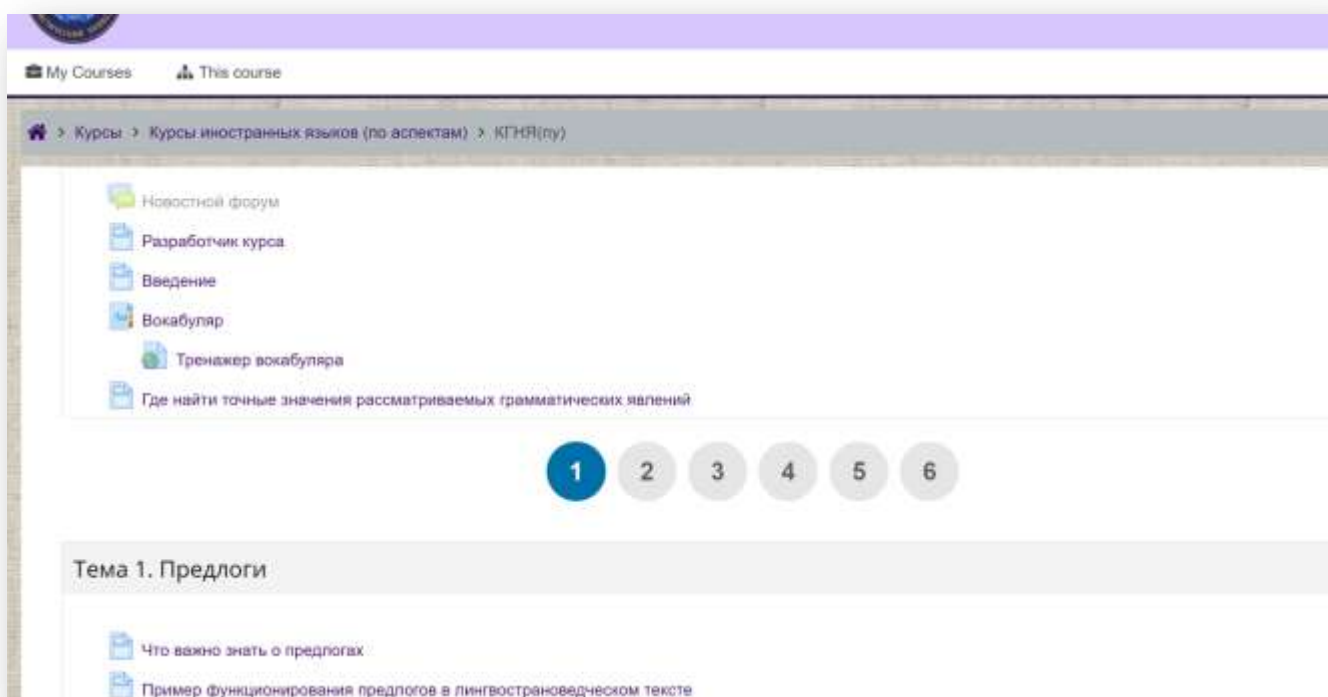 My Courses This course
> Курсы > Курсы иностранных языков (по аспектам) > КГНЯ(пу)
Новостной форум
Разработчик курса
Введение
Вокабуляр
Тренажер вокабуляра
Где найти точные значения рассматриваемых грамматических явлений
1 2 3 4 5 6
Тема 1. Предлоги
Что важно знать о предлогах
Пример функционирования предлогов в лингвострановедческом тексте